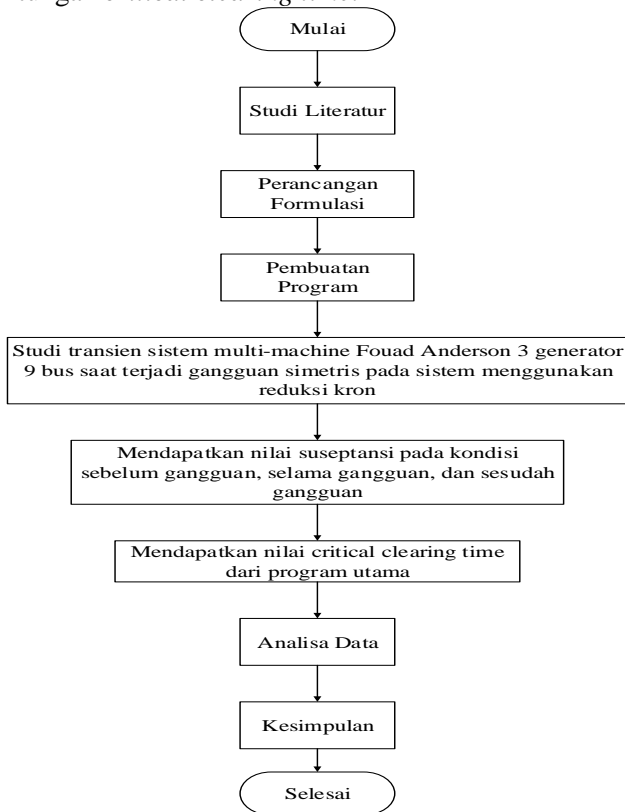 Mulai
Studi Literatur
Perancangan
Formulasi
Pembuatan
Program
Studi transien sistem multi-machine Fouad Anderson 3 generator
9 bus saat terjadi gangguan simetris pada sistem menggunakan
reduksi kron
Mendapatkan nilai suseptansi pada kondisi
sebelum gangguan, selama gangguan, dan sesudah
gangguan
Mendapatkan nilai critical clearing time
dari program utama
Analisa Data
Kesimpulan
Selesai